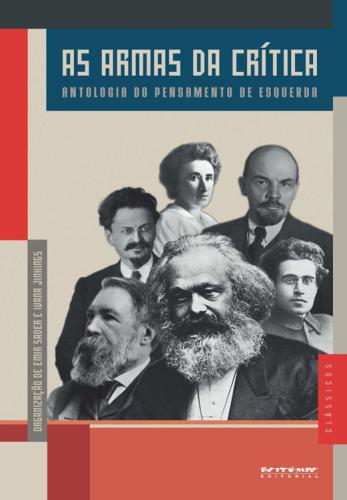 AS ARMAS DA CRÍTICA
ANTOLOGIA DO PENSAMENTO DE ESQUERDA
ORGANIZAÇÃO DE EMIR SADER E IVANA JINKINGS
CLÁSSICOS
BOITEMPO
EDITORIAL